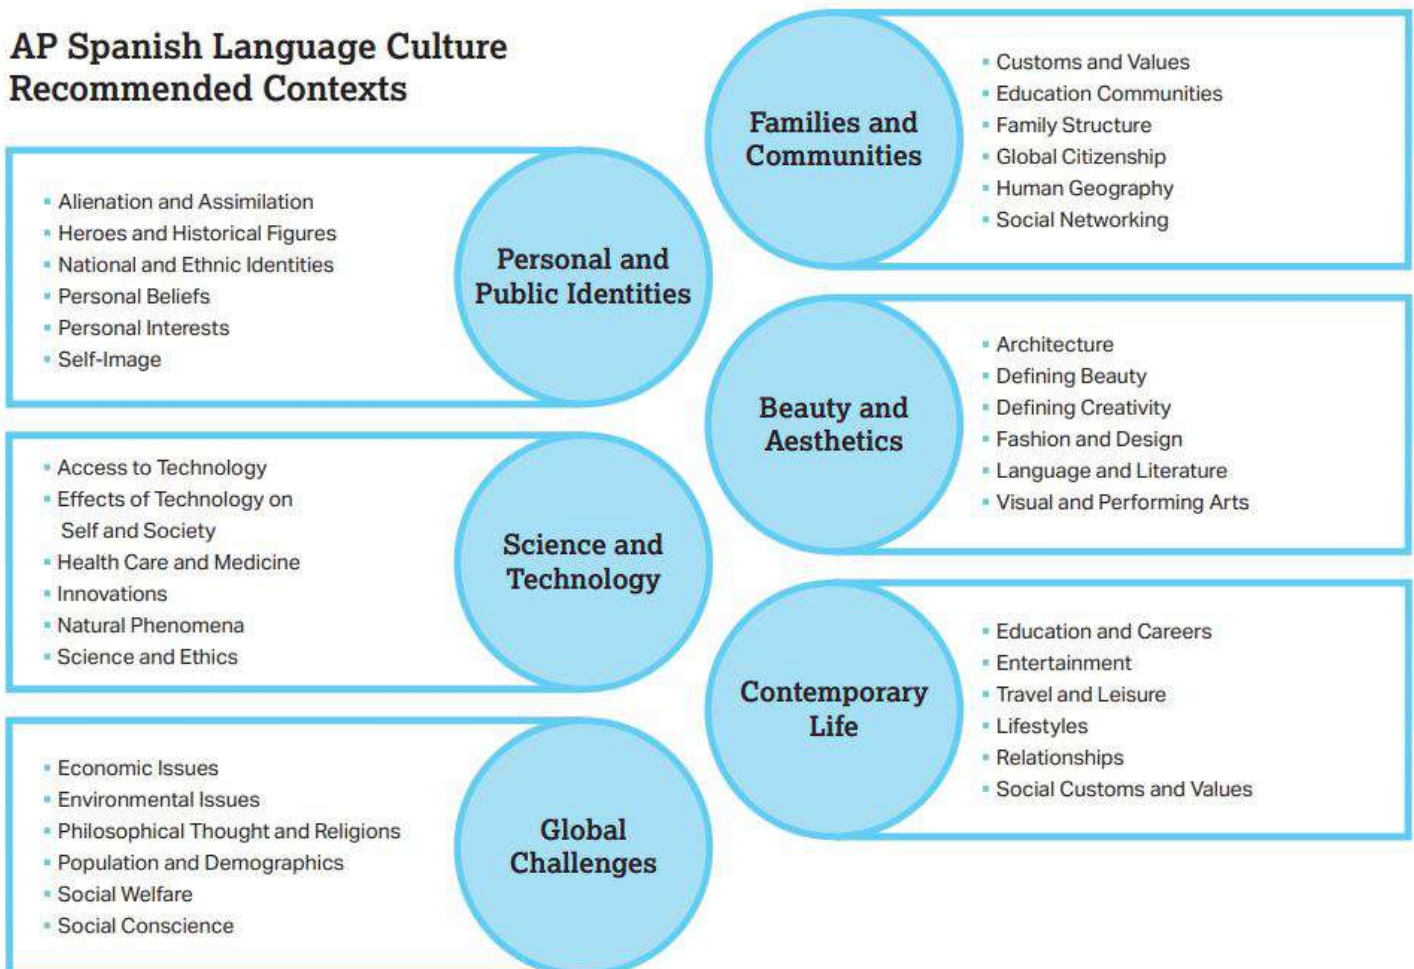 AP Spanish Language Culture
Recommended Contexts
Families and
Communities
▪ Customs and Values
▪ Education Communities
▪ Family Structure
▪ Global Citizenship
▪ Human Geography
▪ Social Networking
▪ Alienation and Assimilation
▪ Heroes and Historical Figures
▪ National and Ethnic Identities
▪ Personal Beliefs
▪ Personal Interests
▪ Self-Image
Personal and
Public Identities
Beauty and
Aesthetics
▪ Architecture
▪ Defining Beauty
▪ Defining Creativity
▪ Fashion and Design
▪ Language and Literature
▪ Visual and Performing Arts
▪ Access to Technology
▪ Effects of Technology on
Self and Society
▪ Health Care and Medicine
▪ Innovations
▪ Natural Phenomena
▪ Science and Ethics
Science and
Technology
Contemporary
Life
▪ Education and Careers
▪ Entertainment
▪ Travel and Leisure
▪ Lifestyles
▪ Relationships
▪ Social Customs and Values
▪ Economic Issues
▪ Environmental Issues
▪ Philosophical Thought and Religions
▪ Population and Demographics
▪ Social Welfare
▪ Social Conscience
Global
Challenges